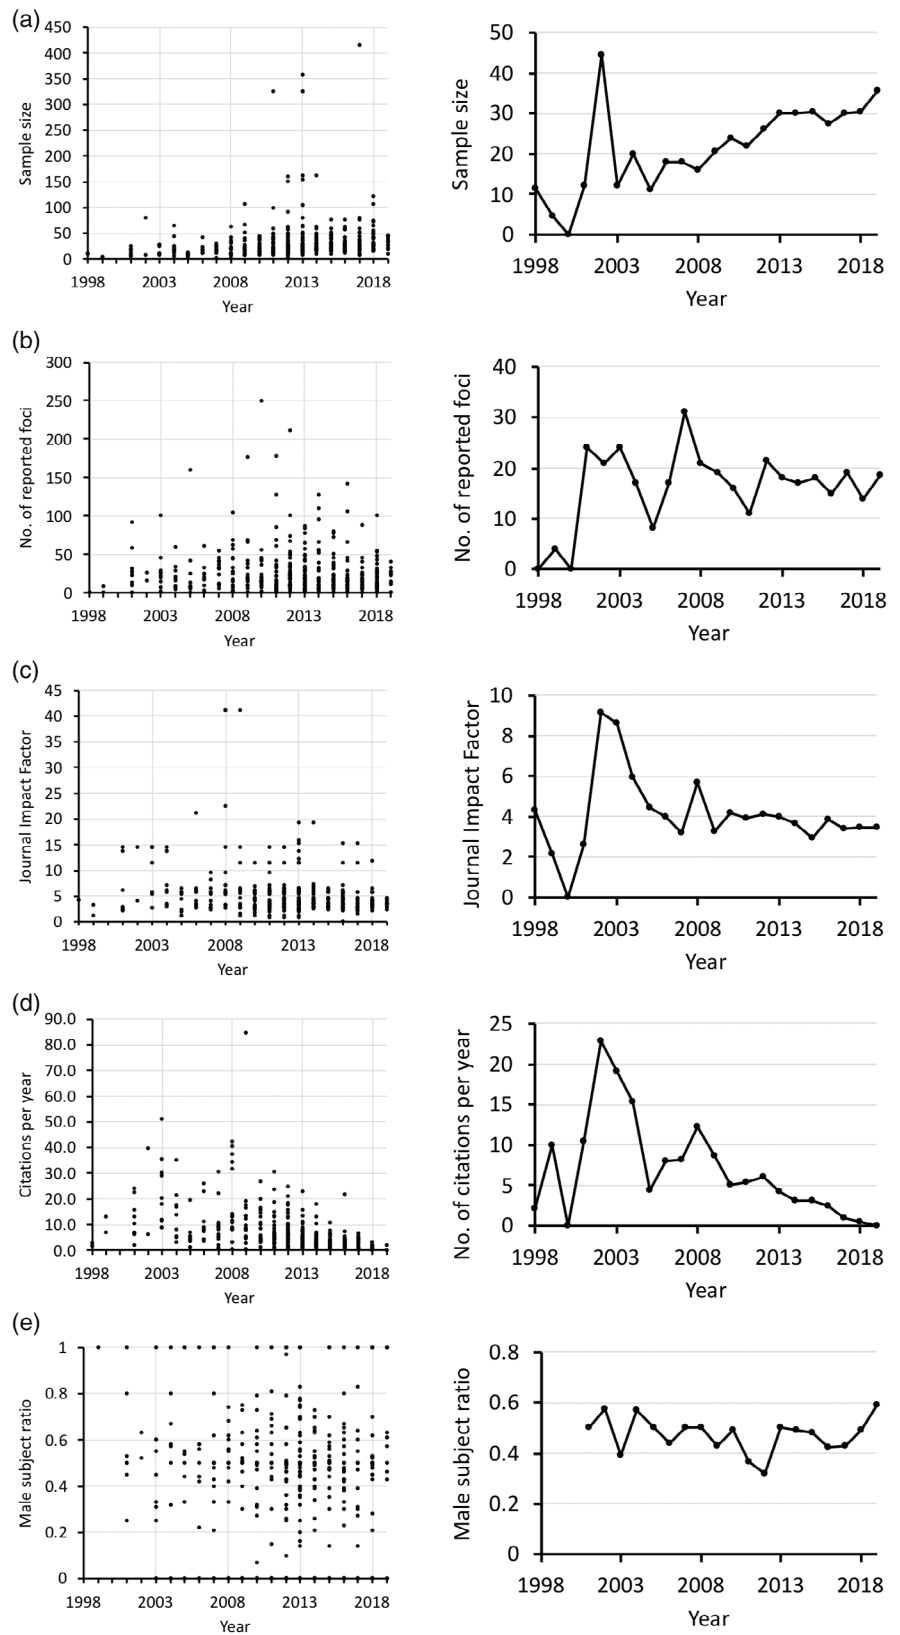 (a)
450
400
350
300
250
200
150
100
50
0
Sample size
1998 2003 2008 2013 2018
Year
50
40
30
20
10
0
Sample size
1998 2003 2008 2013 2018
Year
(b)
300
250
200
150
100
50
0
No. of reported foci
1998 2003 2008 2013 2018
Year
40
30
20
10
0
No. of reported foci
1998 2003 2008 2013 2018
Year
(c)
45
40
35
30
25
20
15
10
5
0
Journal Impact Factor
1998 2003 2008 2013 2018
Year
10
8
6
4
2
0
Journal Impact Factor
1998 2003 2008 2013 2018
Year
(d)
90.0
80.0
70.0
60.0
50.0
40.0
30.0
20.0
10.0
0.0
Citations per year
1998 2003 2008 2013 2018
Year
25
20
15
10
5
0
No. of citations per year
1998 2003 2008 2013 2018
Year
(e)
1
0.8
0.6
0.4
0.2
0
Male subject ratio
1998 2003 2008 2013 2018
Year
0.8
0.6
0.4
0.2
0
Male subject ratio
1998 2003 2008 2013 2018
Year